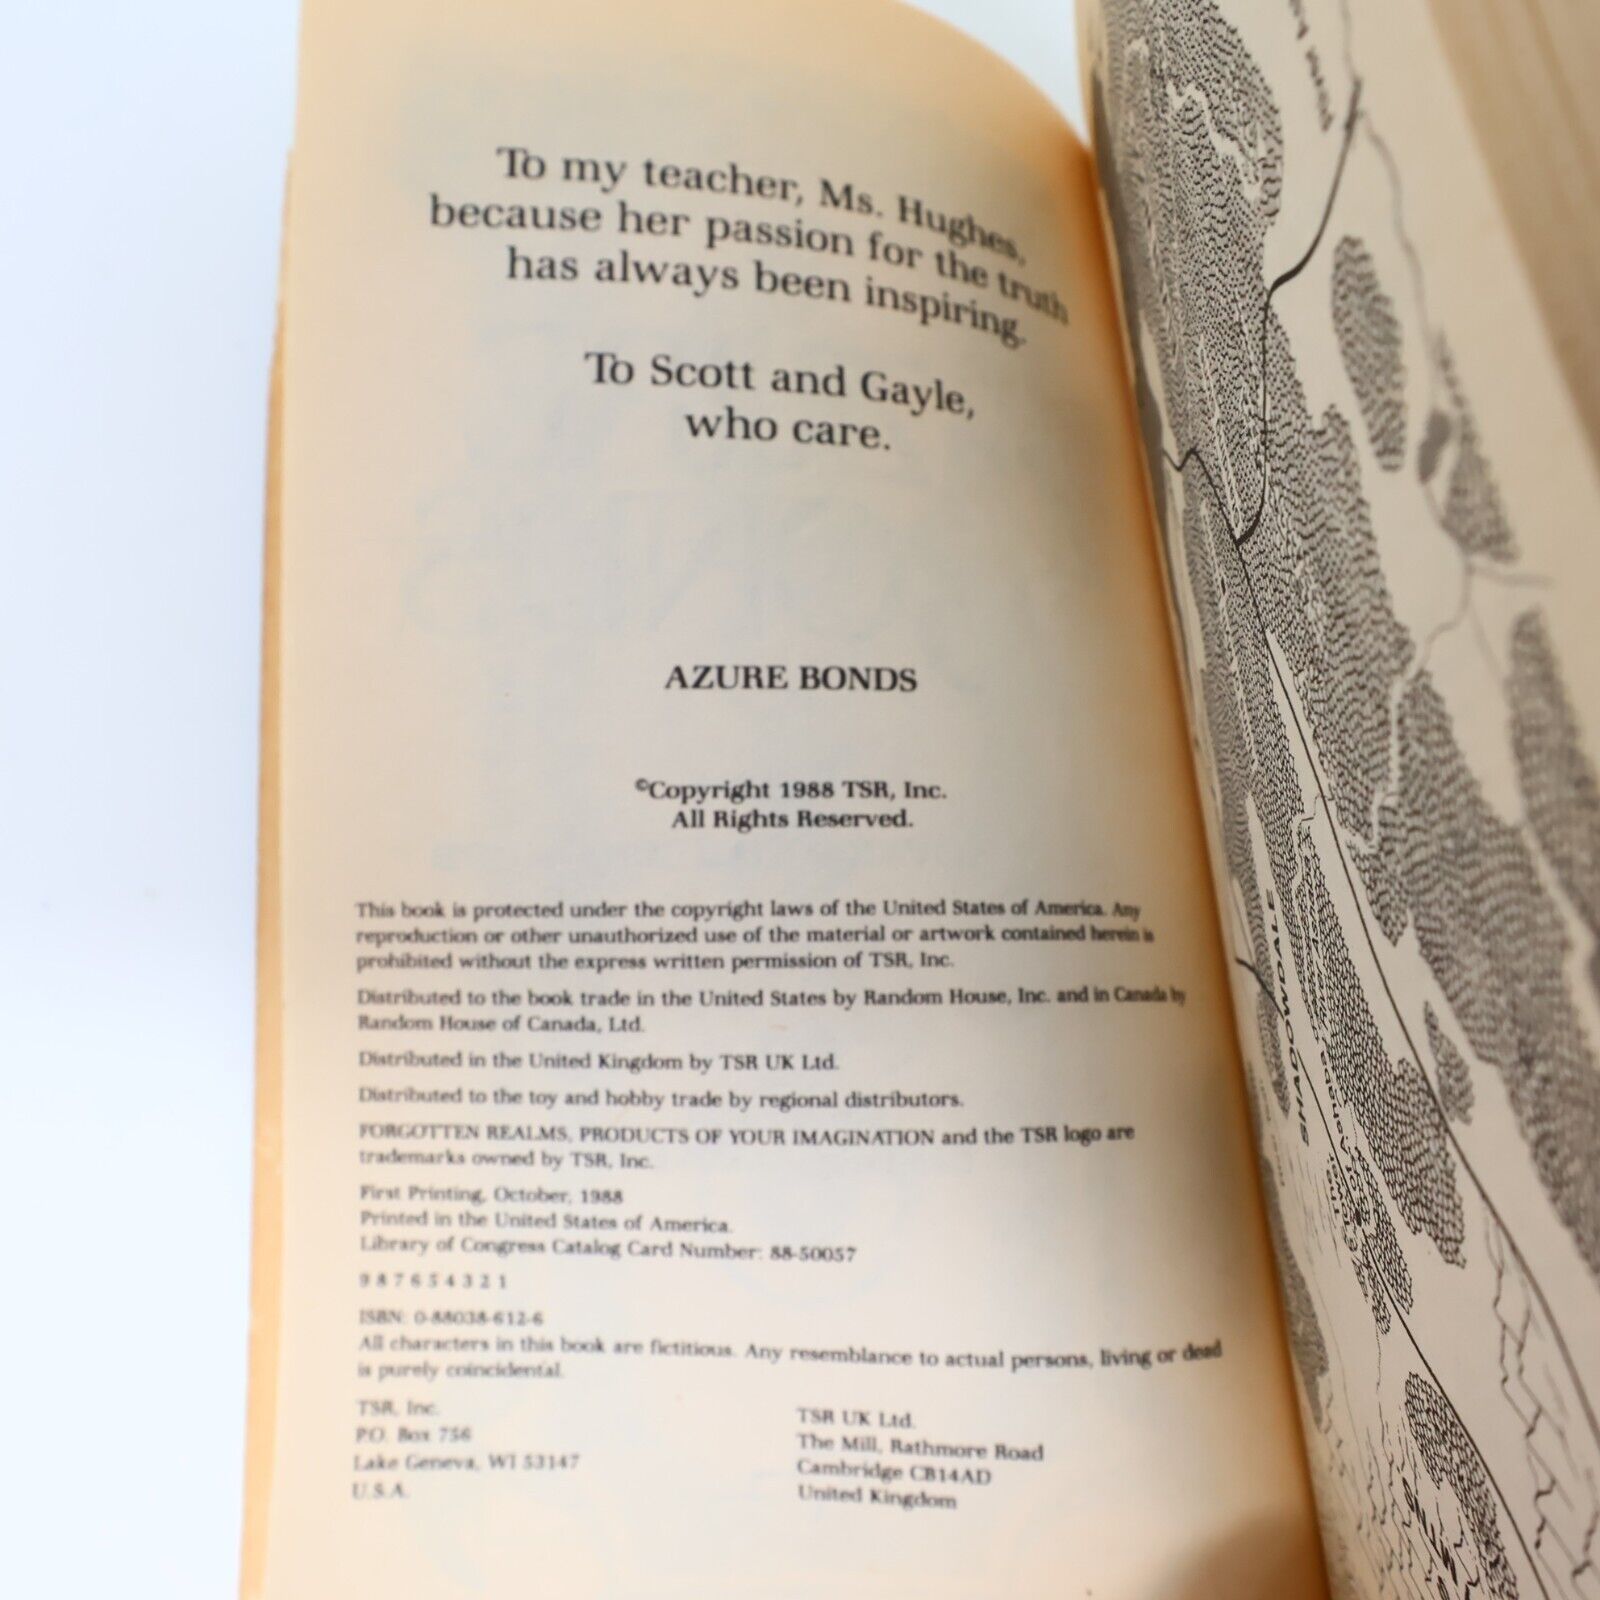 To my teacher, Ms. Hughes,
because her passion for the truth
has always been inspiring.
To Scott and Gayle,
who care.
AZURE BONDS
©Copyright 1988 TSR, Inc.
All Rights Reserved.
This book is protected under the copyright laws of the United States of America. Any
reproduction or other unauthorized use of the material or artwork contained herein is
prohibited without the express written permission of TSR, Inc.
Distributed to the book trade in the United States by Random House, Inc. and in Canada by
Random House of Canada, Ltd.
Distributed in the United Kingdom by TSR UK Ltd.
Distributed to the toy and hobby trade by regional distributors.
FORGOTTEN REALMS, PRODUCTS OF YOUR IMAGINATION and the TSR logo are
trademarks owned by TSR, Inc.
First Printing, October, 1988
Printed in the United States of America.
Library of Congress Catalog Card Number: 88-50057
9 8 7 6 5 4 3 2 1
ISBN: 0-88038-612-6
All characters in this book are fictitious. Any resemblance to actual persons, living or dead
is purely coincidental.
TSR, Inc.
P.O. Box 756
Lake Geneva, WI 53147
U.S.A.
TSR UK Ltd.
The Mill, Rathmore Road
Cambridge CB14AD
United Kingdom
SHADOWDALE